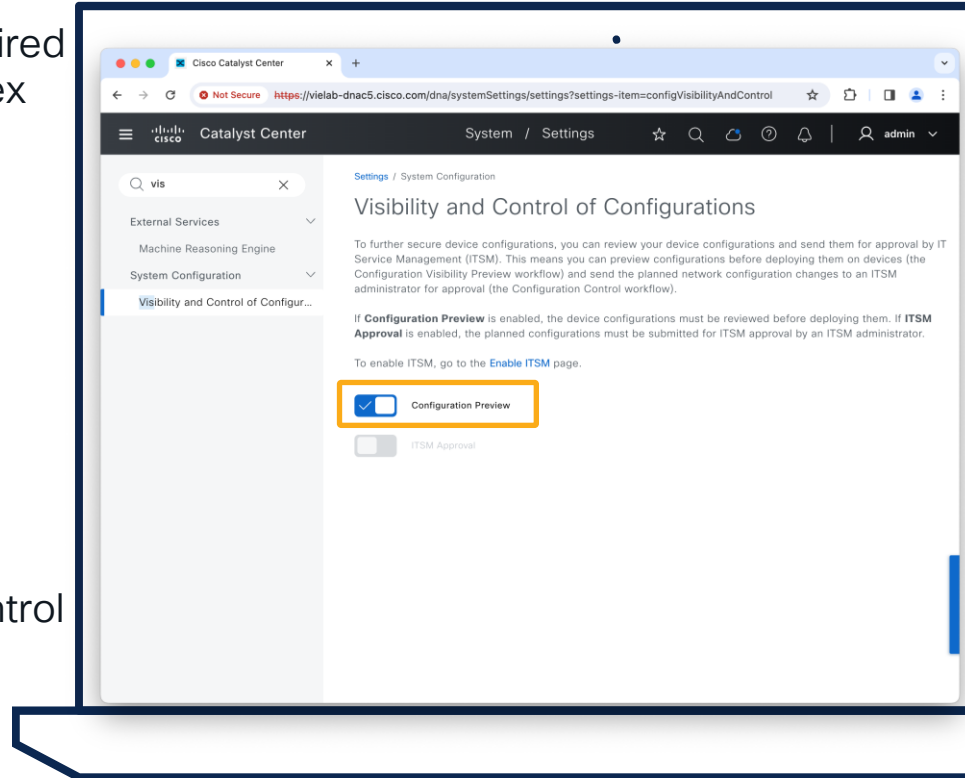 ired
ex
ntrol
Cisco Catalyst Center
Not Secure https://vielab-dnac5.cisco.com/dna/systemSettings/settings?settings-item=configVisibilityAndControl
CISCO Catalyst Center System / Settings admin
vis
External Services
Machine Reasoning Engine
System Configuration
Visibility and Control of Configur...
Settings / System Configuration
Visibility and Control of Configurations
To further secure device configurations, you can review your device configurations and send them for approval by IT
Service Management (ITSM). This means you can preview configurations before deploying them on devices (the
Configuration Visibility Preview workflow) and send the planned network configuration changes to an ITSM
administrator for approval (the Configuration Control workflow).
If Configuration Preview is enabled, the device configurations must be reviewed before deploying them. If ITSM
Approval is enabled, the planned configurations must be submitted for ITSM approval by an ITSM administrator.
To enable ITSM, go to the Enable ITSM page.
Configuration Preview
ITSM Approval